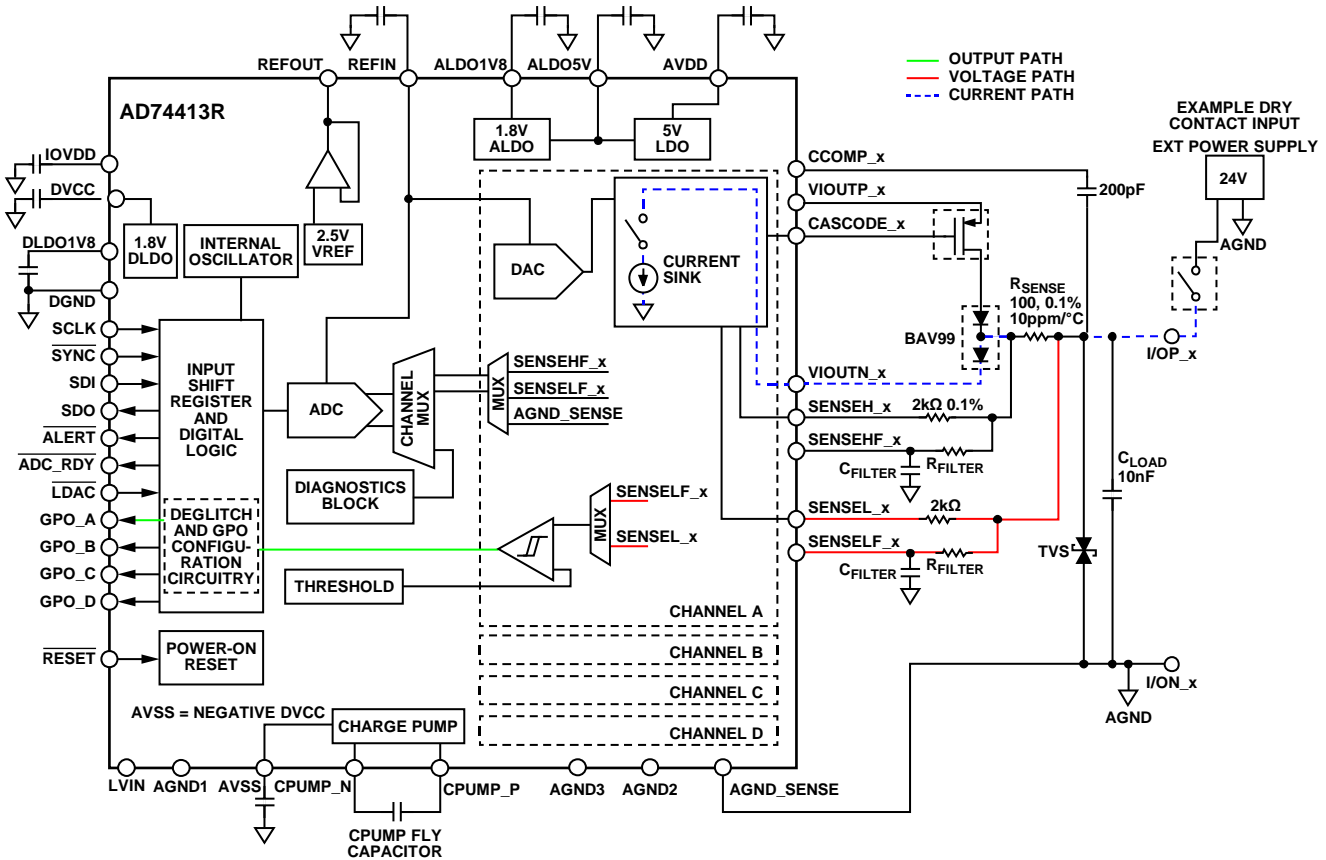 REFOUT
REFIN
ALDO1V8
ALDO5V
AVDD
OUTPUT PATH
VOLTAGE PATH
CURRENT PATH
EXAMPLE DRY
CONTACT INPUT
EXT POWER SUPPLY
24V
AGND
AD74413R
IOVDD
DVCC
DLDO1V8
DGND
SCLK
SYNC
SDI
SDO
ALERT
ADC_RDY
LDAC
GPO_A
GPO_B
GPO_C
GPO_D
RESET
1.8V
DLDO
INTERNAL
OSCILLATOR
2.5V
VREF
1.8V
ALDO
5V
LDO
INPUT
SHIFT
REGISTER
AND
DIGITAL
LOGIC
DEGLITCH
AND GPO
CONFIGU-
RATION
CIRCUITRY
POWER-ON
RESET
ADC
CHANNEL
MUX
DIAGNOSTICS
BLOCK
THRESHOLD
DAC
CURRENT
SINK
MUX
SENSEHF_x
SENSELF_x
AGND_SENSE
MUX
SENSELF_x
SENSEL_x
CHANNEL A
CHANNEL B
CHANNEL C
CHANNEL D
CCOMP_x
VIOUTP_x
CASCODE_x
VIOUTN_x
SENSEH_x
SENSEHF_x
SENSEL_x
SENSELF_x
200pF
RSENSE
100, 0.1%
10ppm/°C
BAV99
2kΩ 0.1%
CFILTER
RFILTER
2kΩ
CFILTER
RFILTER
I/OP_x
CLOAD
10nF
TVS
I/ON_x
AGND
AVSS = NEGATIVE DVCC
CHARGE PUMP
LVIN
AGND1
AVSS
CPUMP_N
CPUMP_P
AGND3
AGND2
AGND_SENSE
CPUMP FLY
CAPACITOR